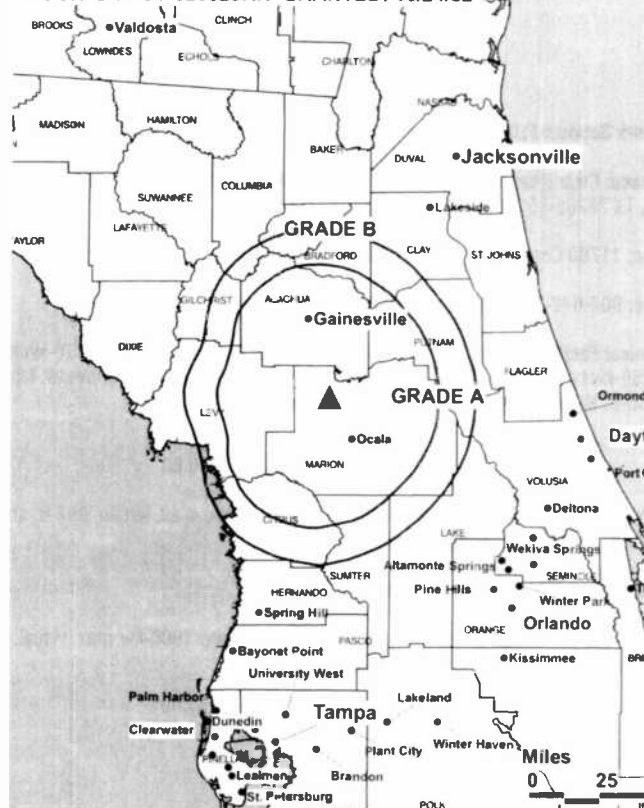 BROOKS
Valdosta
CLINCH
LOWNDES
ECHOLS
CHARLTON
NASSAU
MADISON
HAMILTON
BAKER
DUVAL
Jacksonville
SUWANNEE
COLUMBIA
Lakeside
LAFAYETTE
GRADE B
BRADFORD
CLAY
ST JOHNS
GILCHRIST
ALACHUA
Gainesville
PUTNAM
DIXIE
FLAGLER
LEVY
GRADE A
Ocala
MARION
VOLUSIA
Deltona
CITRUS
LAKE
Wekiva Springs
SUMTER
Altamonte Springs
SEMINOLE
HERNANDO
Pine Hills
Winter Park
Spring Hill
ORANGE
Orlando
PASCO
Bayonet Point
Kissimmee
University West
Palm Harbor
Lakeland
Tampa
Clearwater
Dunedin
Plant City
Winter Haven
Miles
Lealman
Brandon
0 25
St. Petersburg
POLK